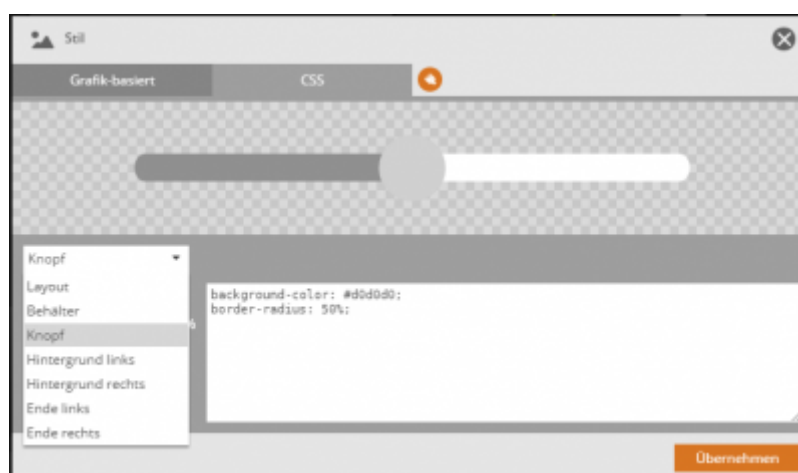 Stil
Grafik-basiert
CSS
Knopf
Layout
Behälter
Knopf
Hintergrund links
Hintergrund rechts
Ende links
Ende rechts
%
background-color: #d0d0d0;
border-radius: 50%;
Übernehmen